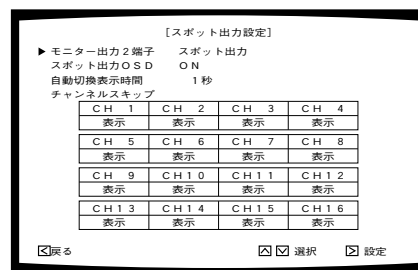 [スポット出力設定]
▶モニター出力2端子 スポット出力
スポット出力OSD ON
自動切換表示時間 1秒
チャンネルスキップ
CH 1 CH 2 CH 3 CH 4
表示 表示 表示 表示
CH 5 CH 6 CH 7 CH 8
表示 表示 表示 表示
CH 9 CH10 CH11 CH12
表示 表示 表示 表示
CH13 CH14 CH15 CH16
表示 表示 表示 表示
戻る 選択 設定